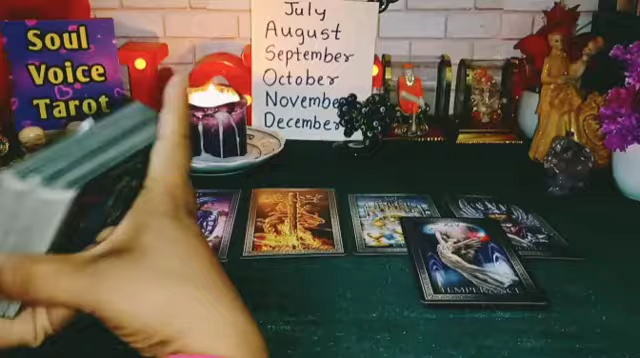 Soul
Voice
Tarot
July
August
September
October
November
December
TEMPERANCE